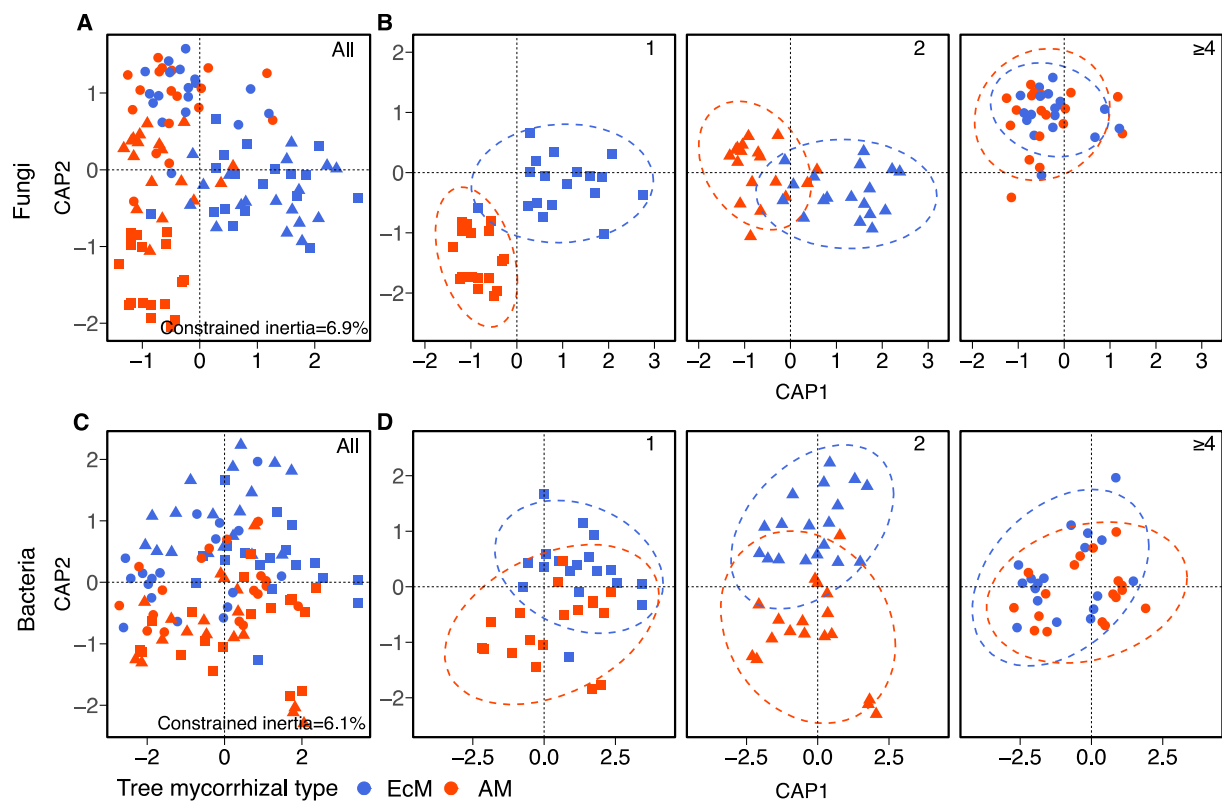 A
B
All
1
2
≥4
Fungi
CAP2
1
0
−1
−2
2
1
0
−1
−2
Constrained inertia=6.9%
−1 0 1 2
−2 −1 0 1 2 3
−2 −1 0 1 2 3
−2 −1 0 1 2 3
CAP1
C
D
All
1
2
≥4
Bacteria
CAP2
2
1
0
−1
−2
2
1
0
−1
−2
Constrained inertia=6.1%
−2 0 2
−2.5 0.0 2.5
−2.5 0.0 2.5
−2.5 0.0 2.5
CAP1
Tree mycorrhizal type EcM AM